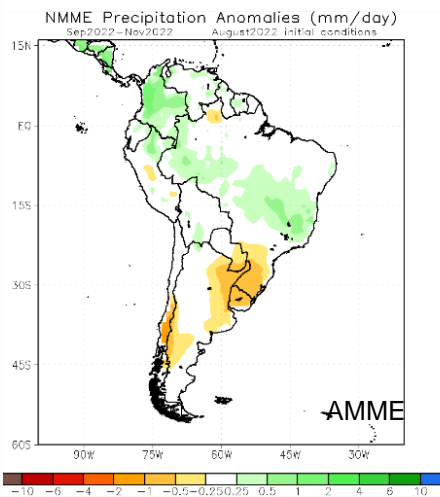 NMME Precipitation Anomalies (mm/day)
Sep2022-Nov2022 August2022 initial conditions
15N
EQ
15S
30S
45S
60S
AMME
90W 75W 60W 45W 30W
-10 -6 -4 -2 -1 -0.5 -0.25 0.25 0.5 1 2 4 6 10